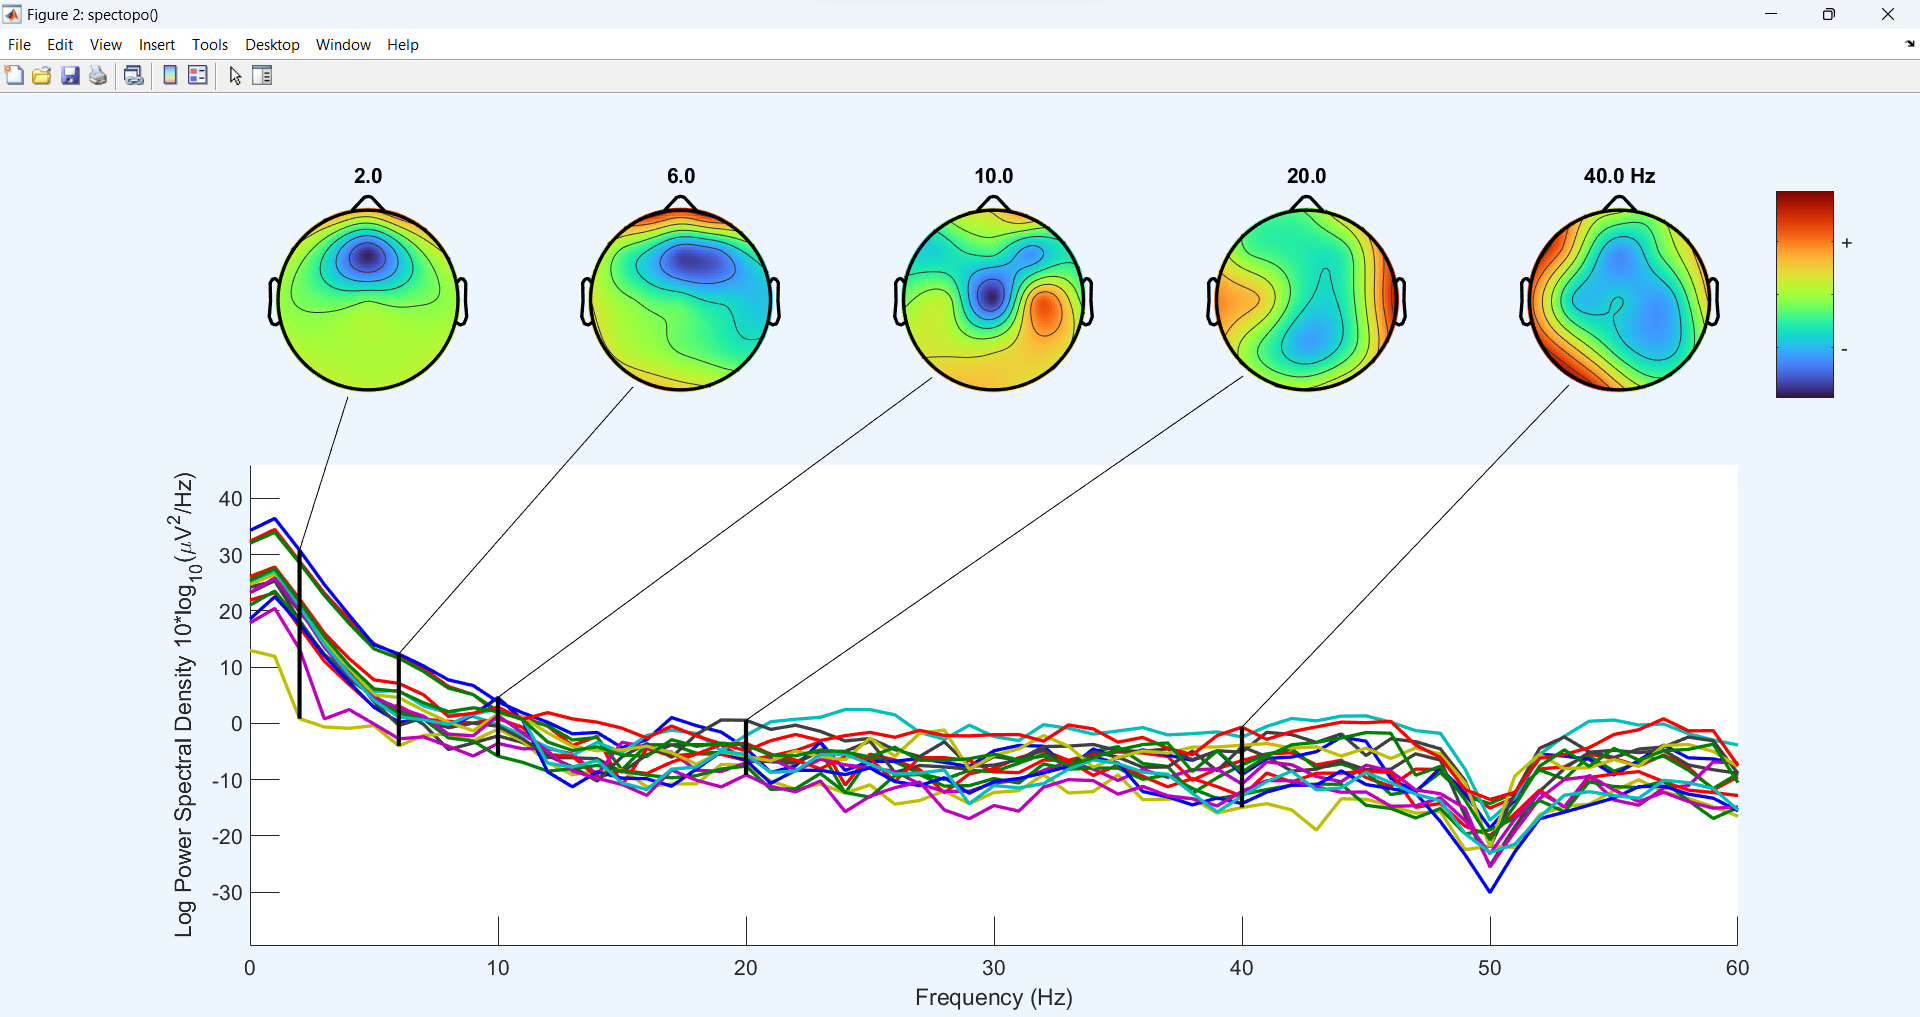 Figure 2: spectopo()
File Edit View Insert Tools Desktop Window Help
2.0 6.0 10.0 20.0 40.0 Hz
+
-
Log Power Spectral Density 10*log10(μV2/Hz)
40
30
20
10
0
-10
-20
-30
0 10 20 30 40 50 60
Frequency (Hz)